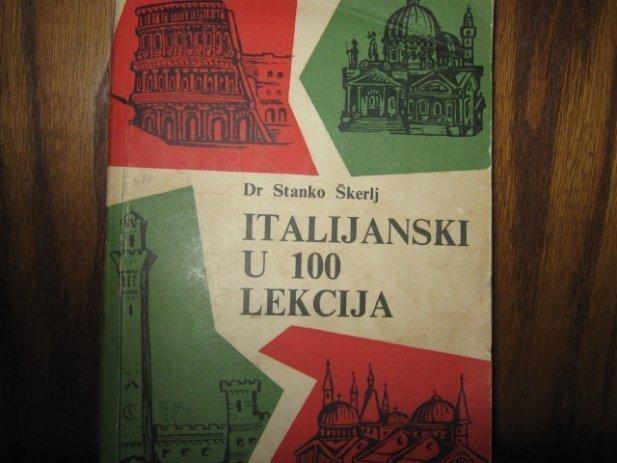 Dr Stanko Škerlj
ITALIJANSKI
U 100
LEKCIJA